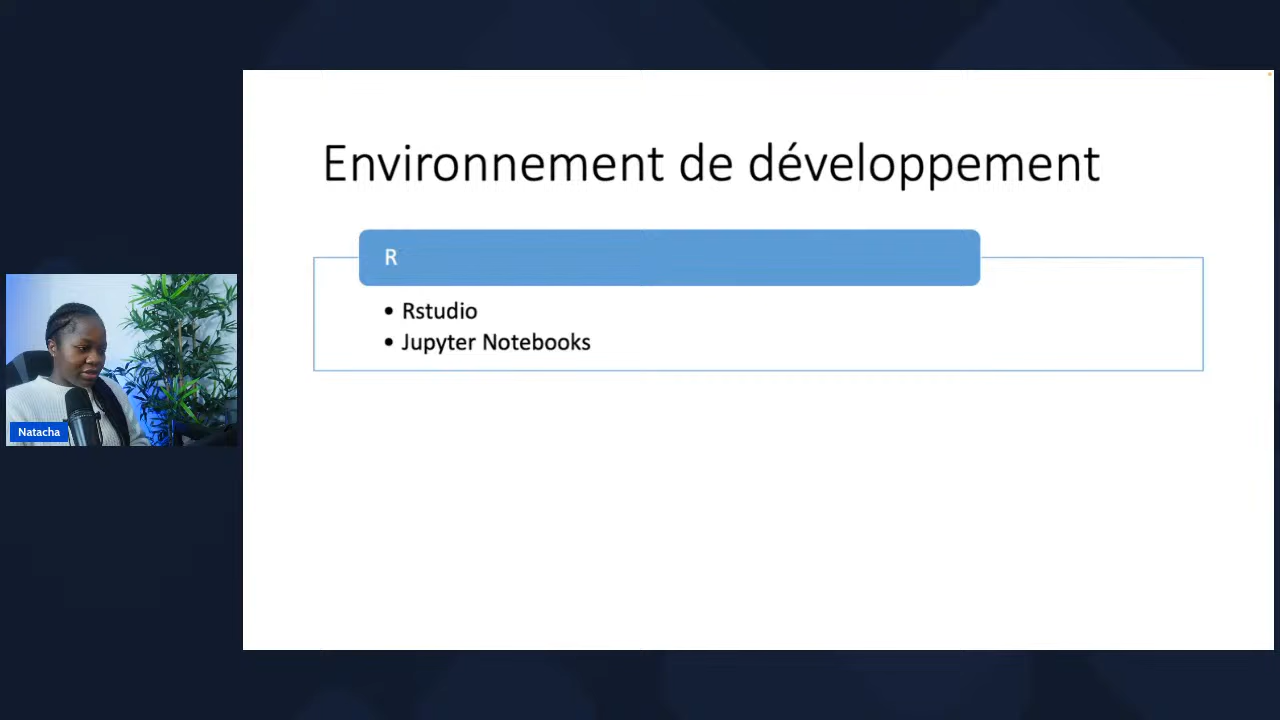 Environnement de développement
R
• Rstudio
• Jupyter Notebooks
Natacha